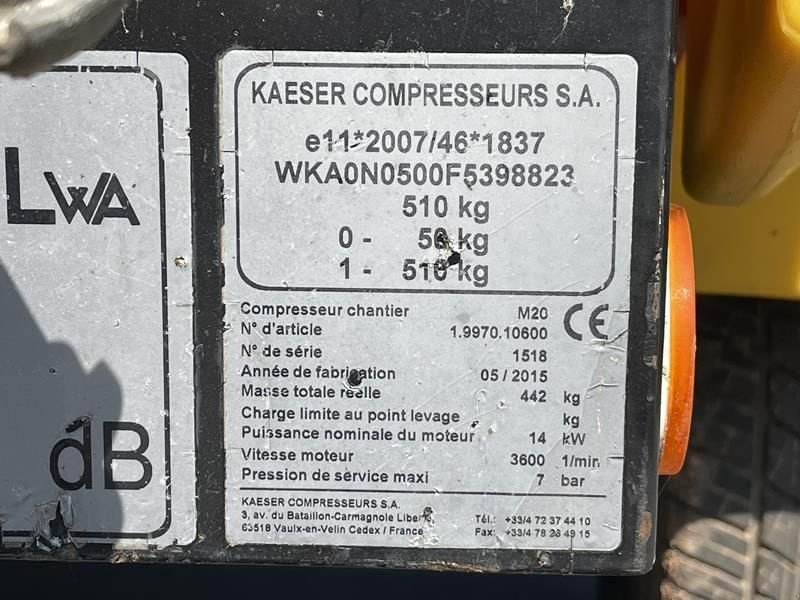 LWA
dB
KAESER COMPRESSEURS S.A.
e11*2007/46*1837
WKA0N0500F5398823
510 kg
0 - 50 kg
1 - 510 kg
Compresseur chantier M20
N° d'article 1.9970.10600
CE
N° de série 1518
Année de fabrication 05 / 2015
Masse totale réelle 442 kg
Charge limite au point levage kg
Puissance nominale du moteur 14 kW
Vitesse moteur 3600 1/min
Pression de service maxi 7 bar
KAESER COMPRESSEURS S.A.
3, av. du Bataillon-Carmagnole Liberté Tél.: +33/4 72 37 44 10
63518 Vaulx-en-Velin Cedex / France Fax: +33/4 78 26 49 15